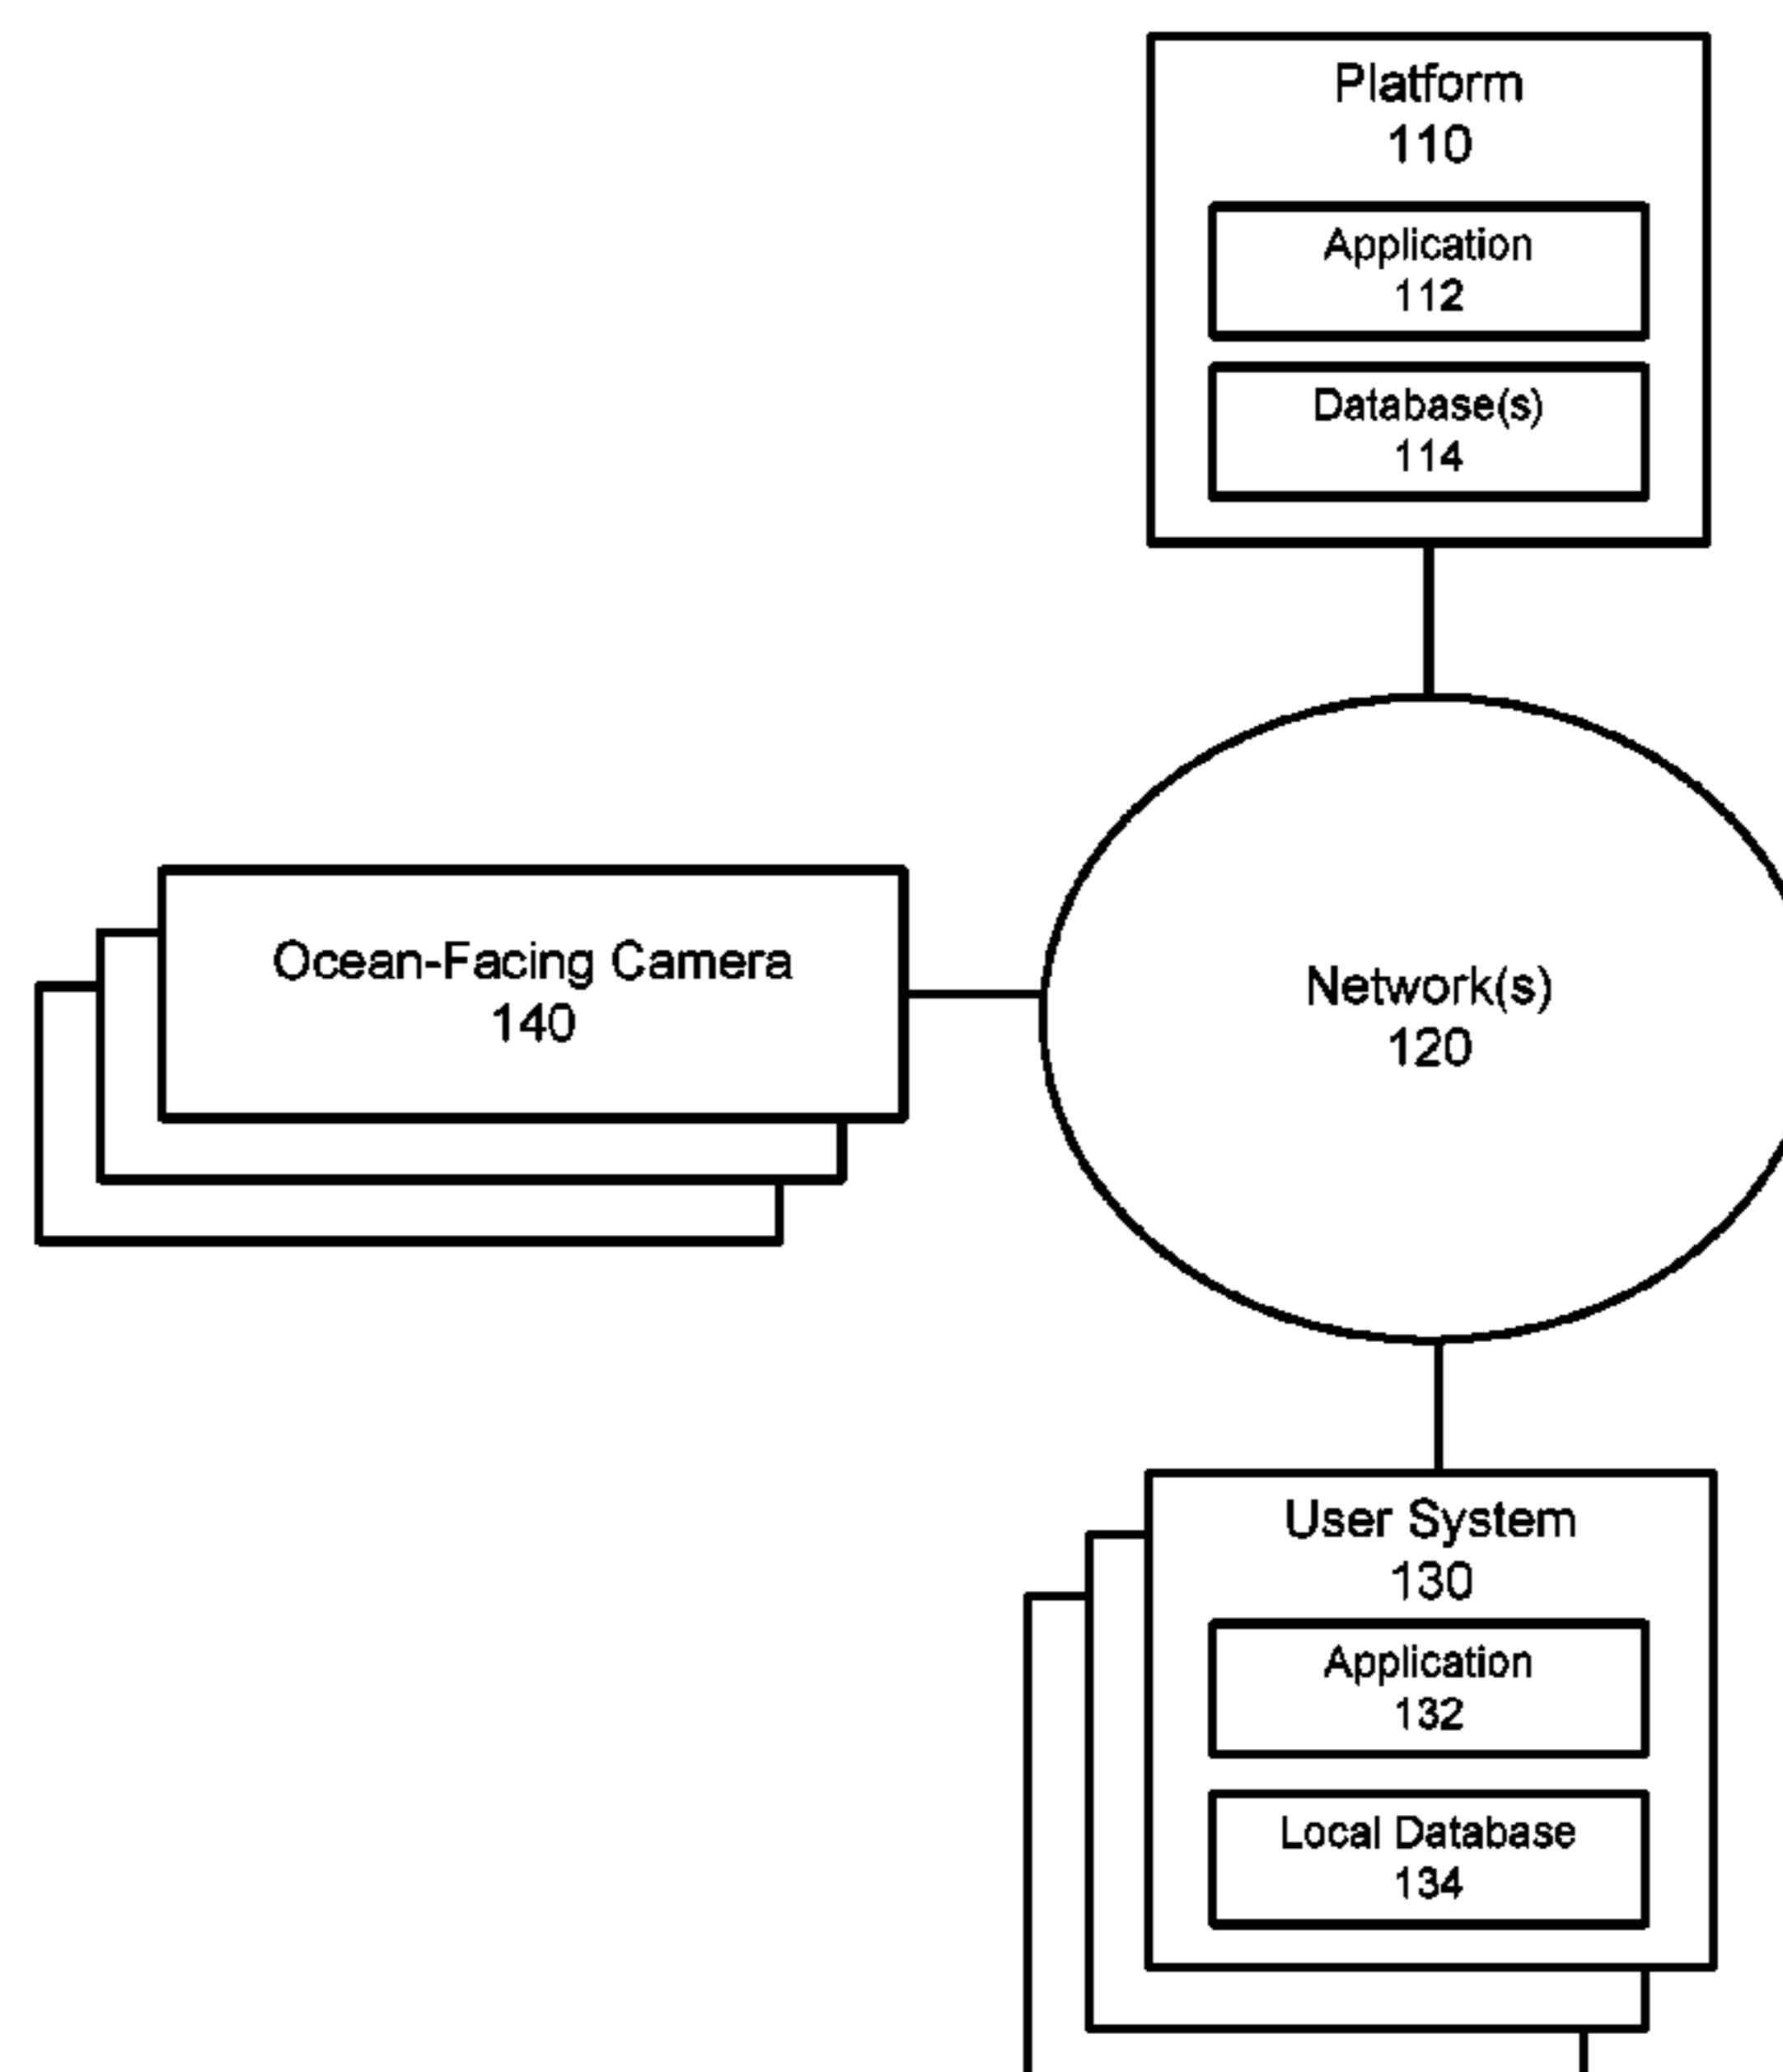 Platform
110
Application
112
Database(s)
114
Ocean-Facing Camera
140
Network(s)
120
User System
130
Application
132
Local Database
134